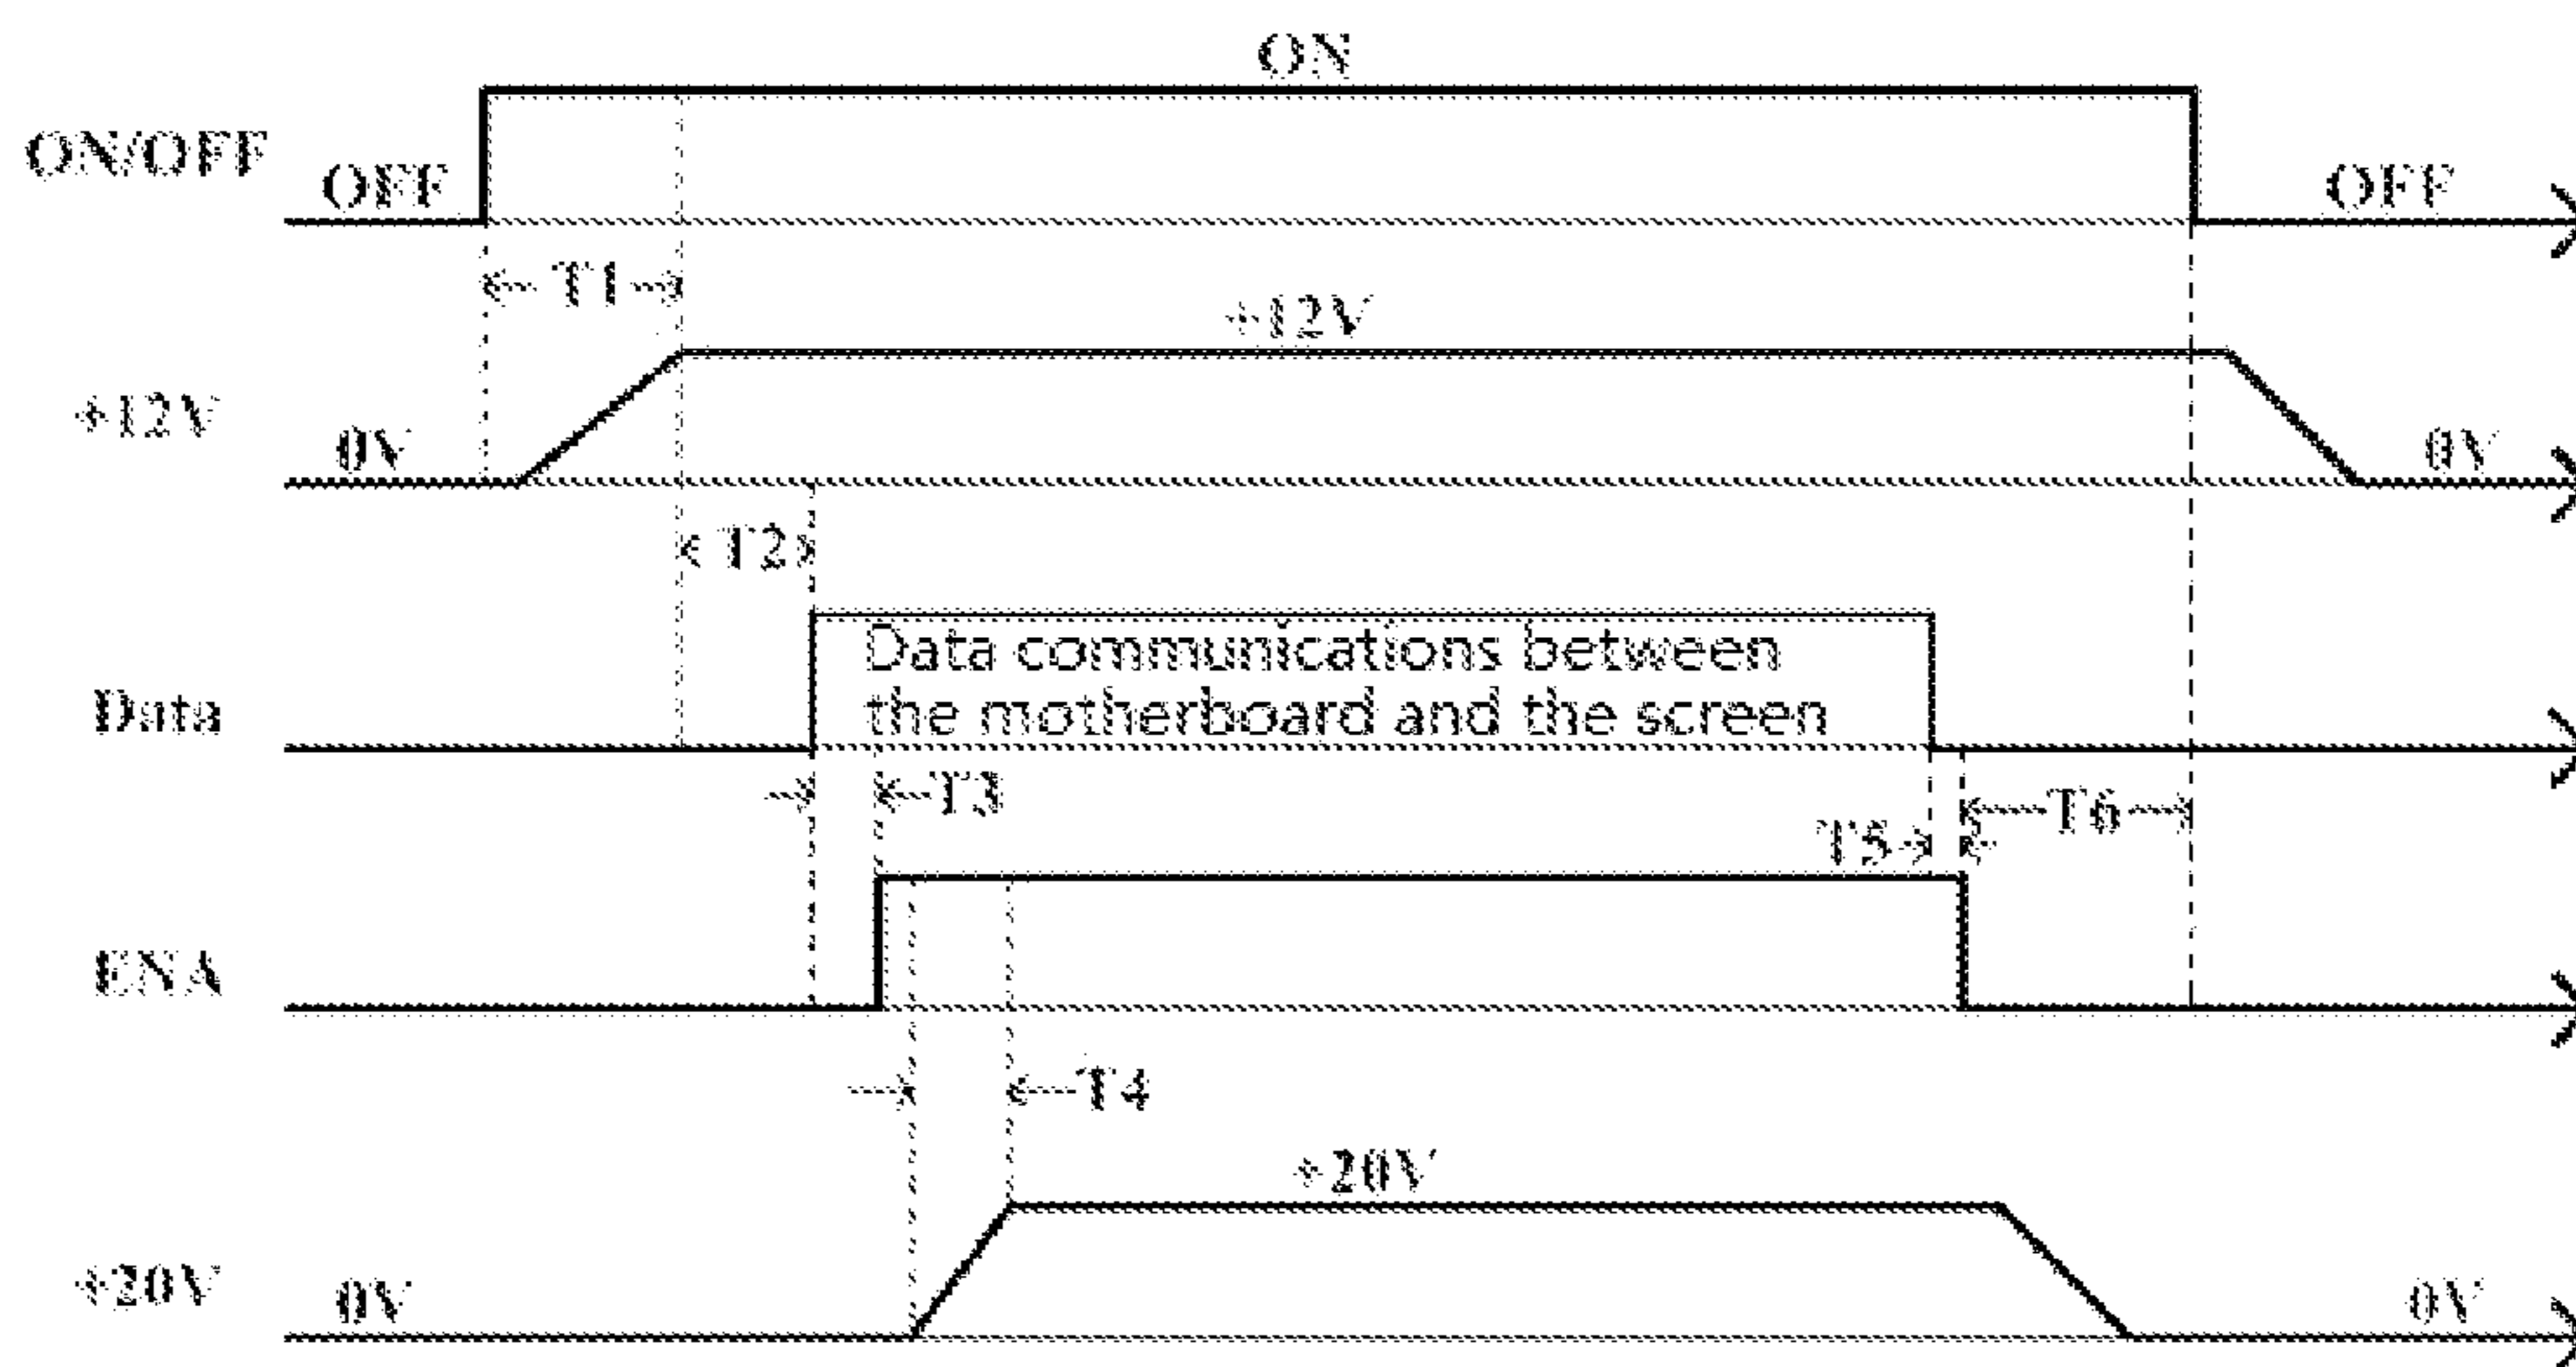 ON
ON/OFF
OFF
OFF
T1
+12V
+12V
0V
0V
T2
Data communications between
the motherboard and the screen
Data
T3
T6
T5
ENA
T4
+20V
+20V
0V
0V